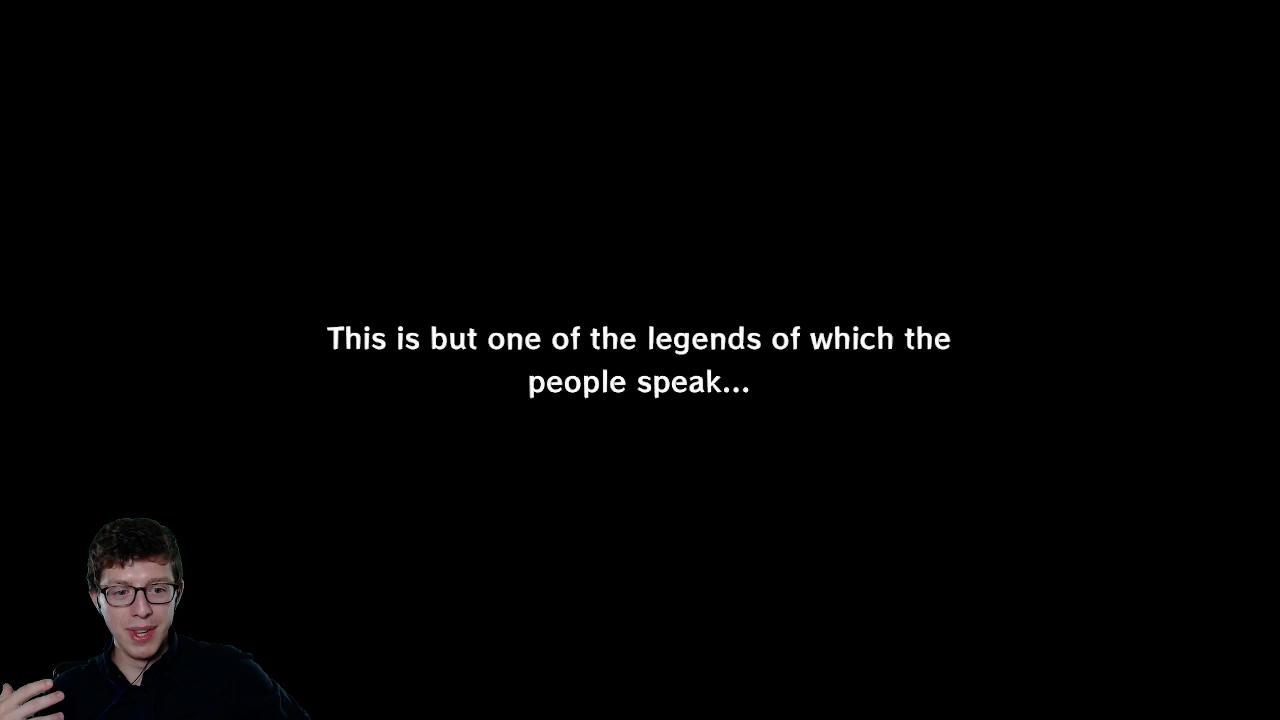 This is but one of the legends of which the
people speak...